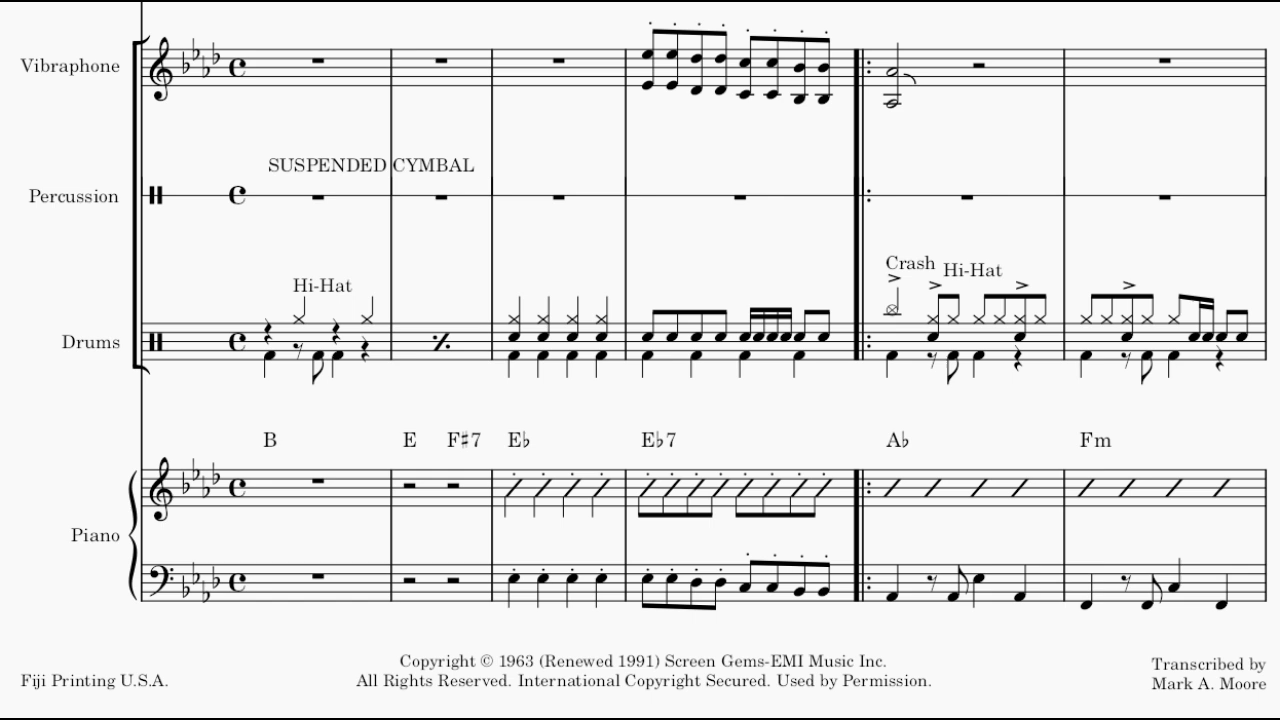 Vibraphone
SUSPENDED CYMBAL
Percussion
Crash
Hi-Hat
Hi-Hat
Drums
B E F♯7 E♭ E♭7 A♭ Fm
Piano
Copyright © 1963 (Renewed 1991) Screen Gems-EMI Music Inc.
All Rights Reserved. International Copyright Secured. Used by Permission.
Fiji Printing U.S.A.
Transcribed by
Mark A. Moore